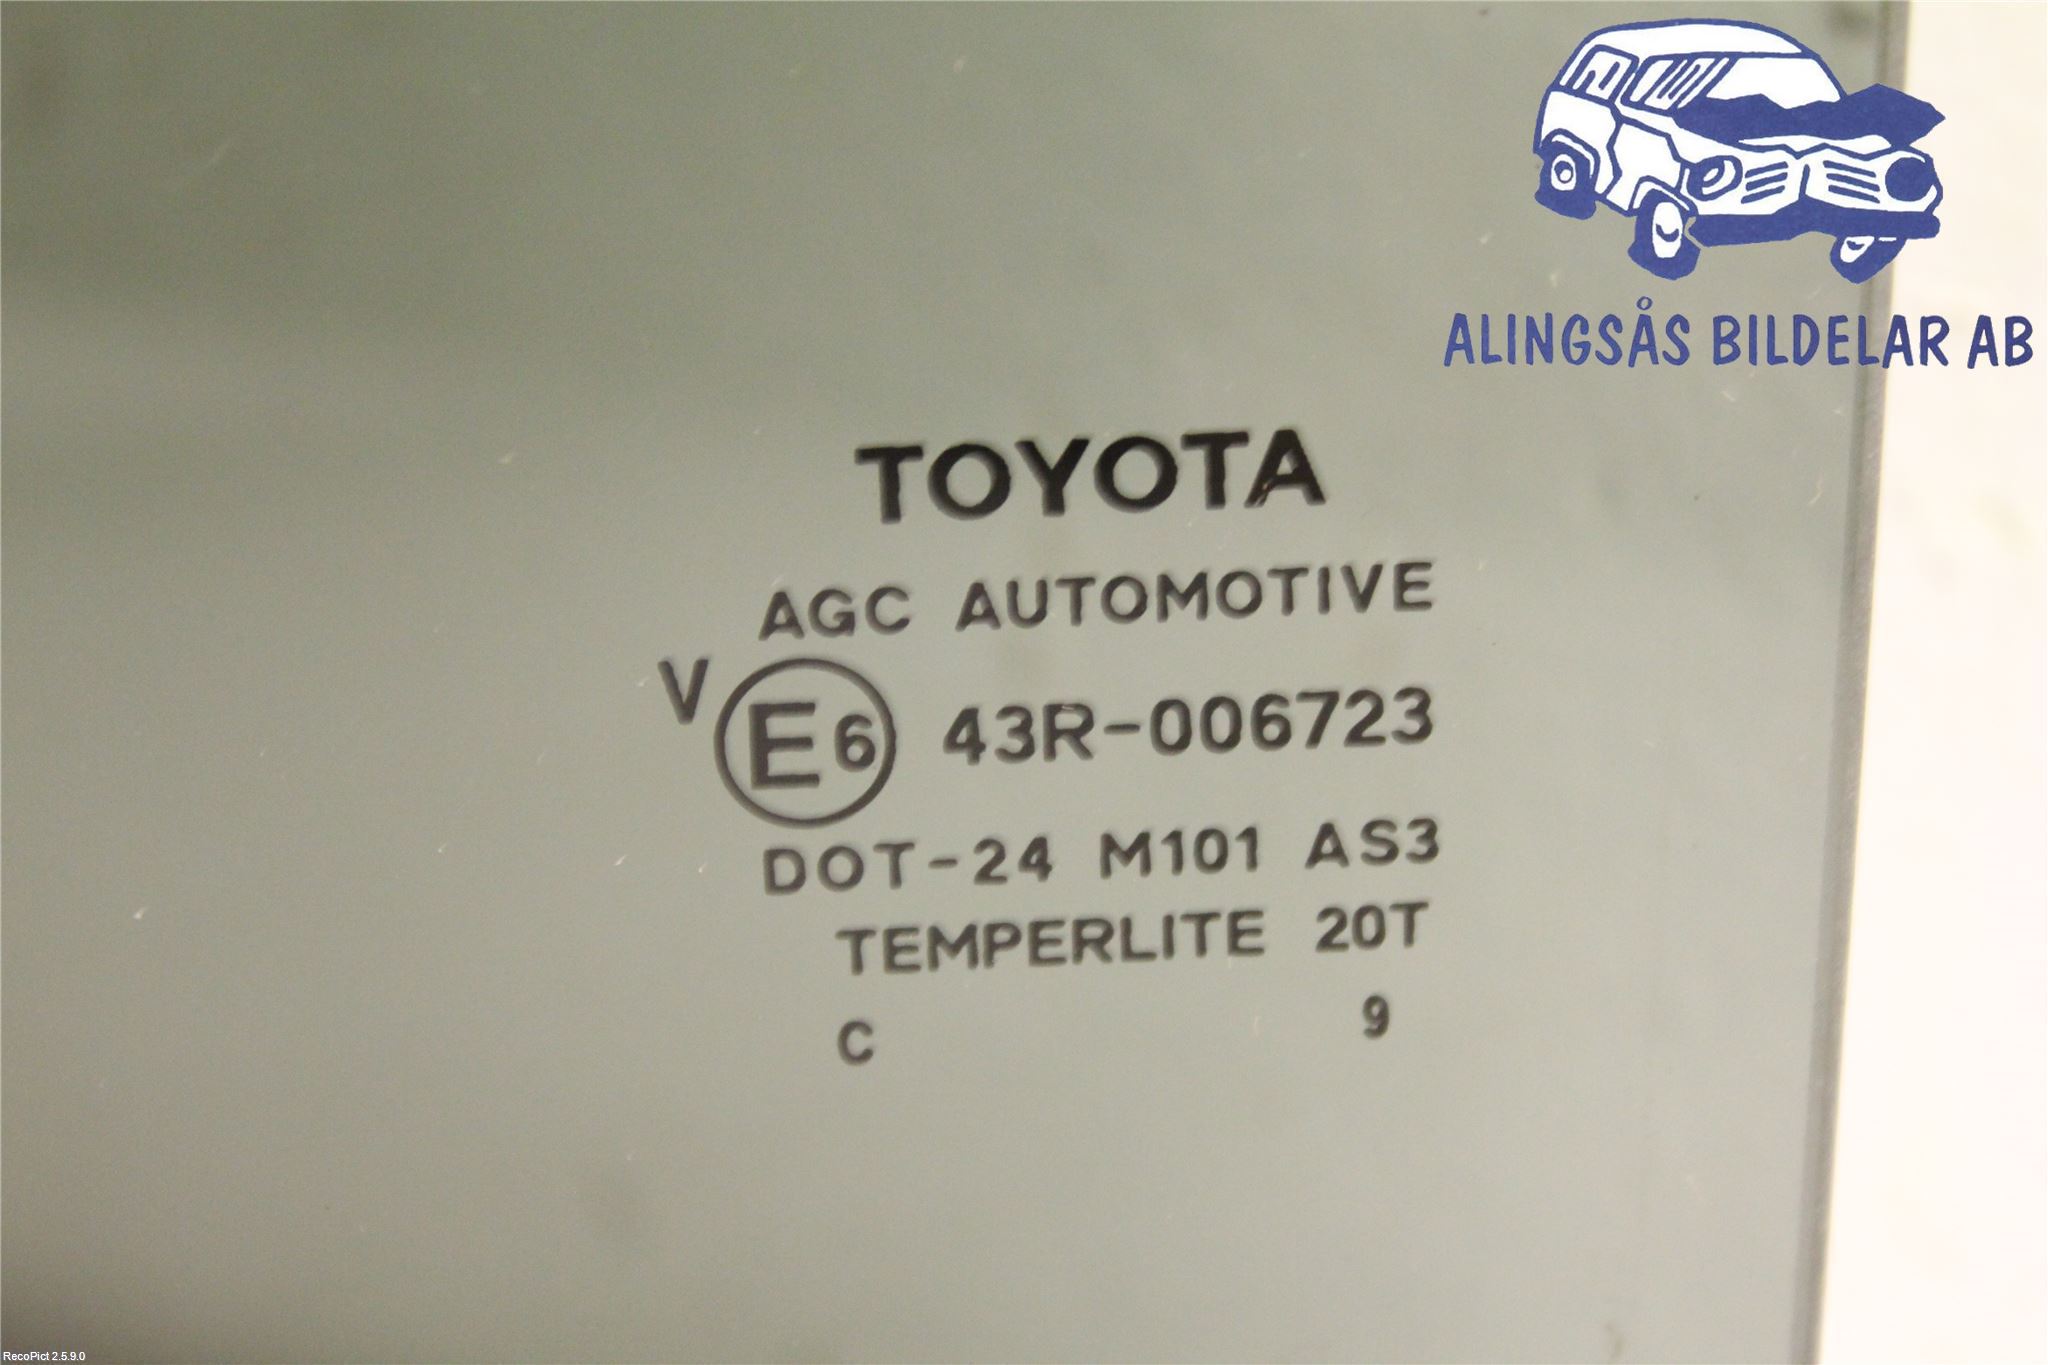 ALINGSÅS BILDELAR AB
TOYOTA
AGC AUTOMOTIVE
V E6 43R-006723
DOT-24 M101 AS3
TEMPERLITE 20T
C 9
RecoPict 2.5.9.0